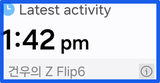 Latest activity
1:42 pm
건우의 Z Flip6